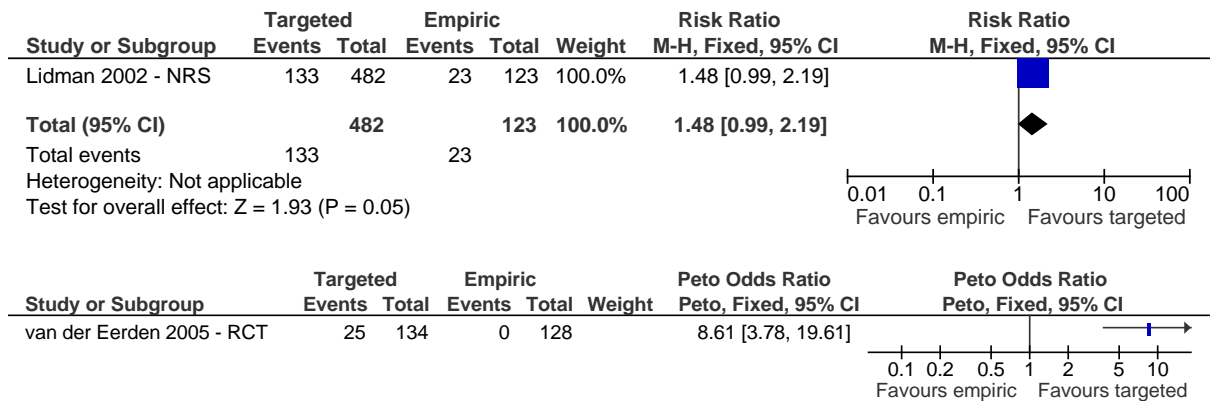 Targeted Empiric Risk Ratio Risk Ratio
Study or Subgroup Events Total Events Total Weight M-H, Fixed, 95% CI M-H, Fixed, 95% CI
Lidman 2002 - NRS 133 482 23 123 100.0% 1.48 [0.99, 2.19]
Total (95% CI) 482 123 100.0% 1.48 [0.99, 2.19]
Total events 133 23
Heterogeneity: Not applicable
Test for overall effect: Z = 1.93 (P = 0.05)
0.01 0.1 1 10 100
Favours empiric Favours targeted
Targeted Empiric Peto Odds Ratio Peto Odds Ratio
Study or Subgroup Events Total Events Total Weight Peto, Fixed, 95% CI Peto, Fixed, 95% CI
van der Eerden 2005 - RCT 25 134 0 128 8.61 [3.78, 19.61]
0.1 0.2 0.5 1 2 5 10
Favours empiric Favours targeted